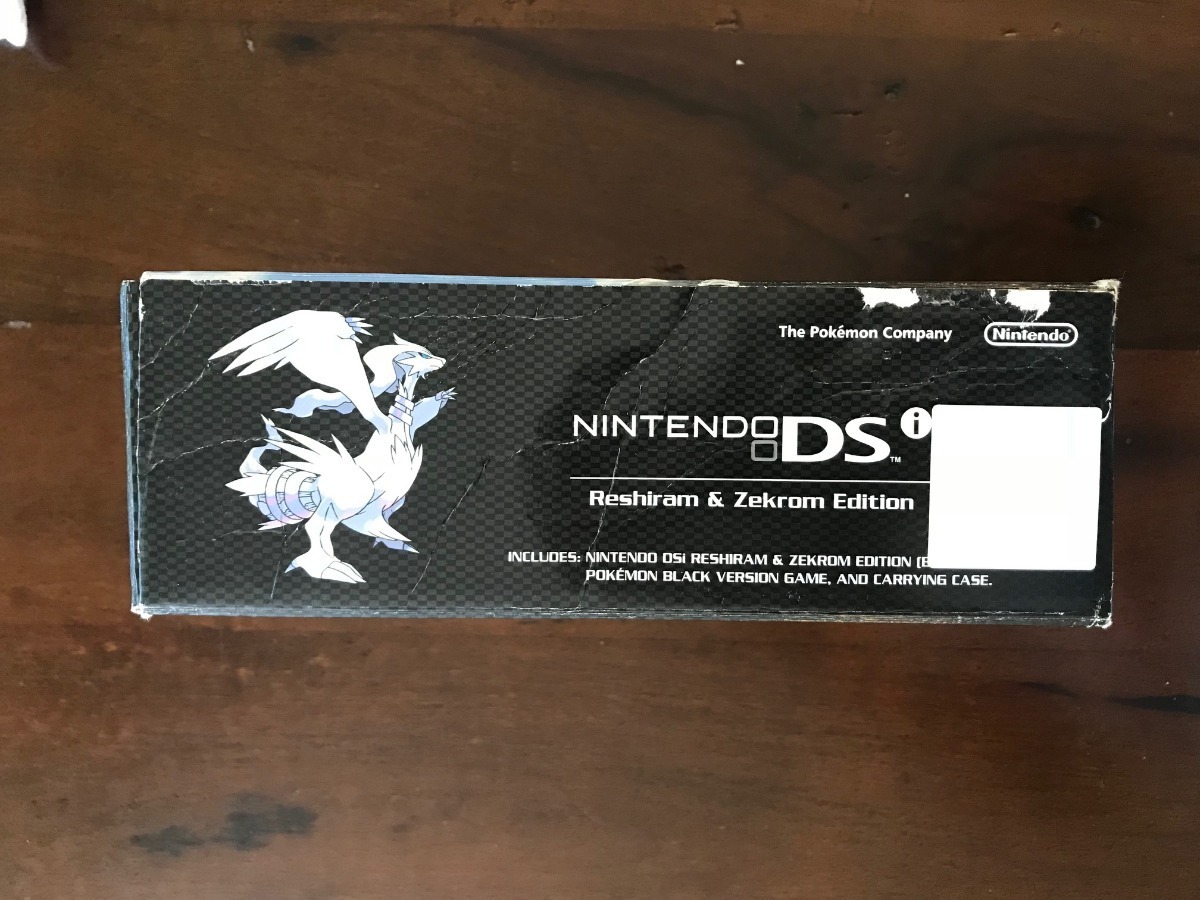 The Pokémon Company
Nintendo
NINTENDO DSi™
Reshiram & Zekrom Edition
INCLUDES: NINTENDO DSi RESHIRAM & ZEKROM EDITION
POKÉMON BLACK VERSION GAME, AND CARRYING CASE.